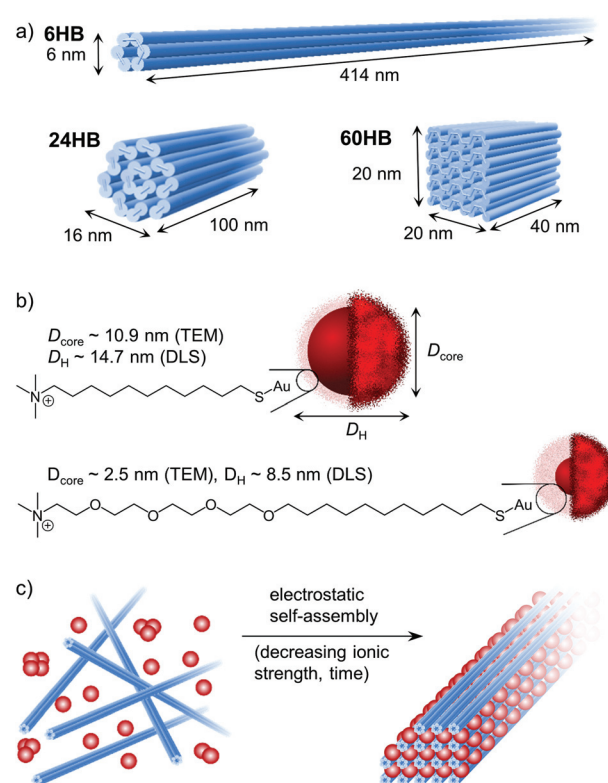 a)
6HB
6 nm
414 nm
24HB
16 nm
100 nm
60HB
20 nm
20 nm
40 nm
b)
D_core ~ 10.9 nm (TEM)
D_H ~ 14.7 nm (DLS)
N
⊕
S
Au
D_core
D_H
D_core ~ 2.5 nm (TEM), D_H ~ 8.5 nm (DLS)
N
⊕
O
O
O
O
S
Au
c)
electrostatic
self-assembly
(decreasing ionic
strength, time)